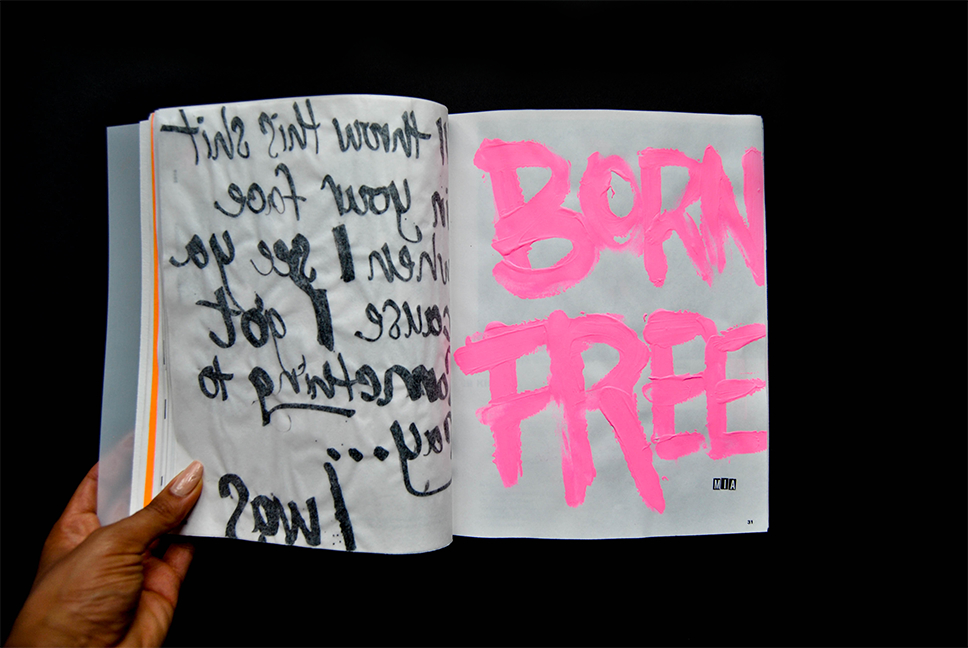 ll throw this shit
in your face
when I see ya
cause I got
something to
say...
I was
BORN
FREE
MIA
31